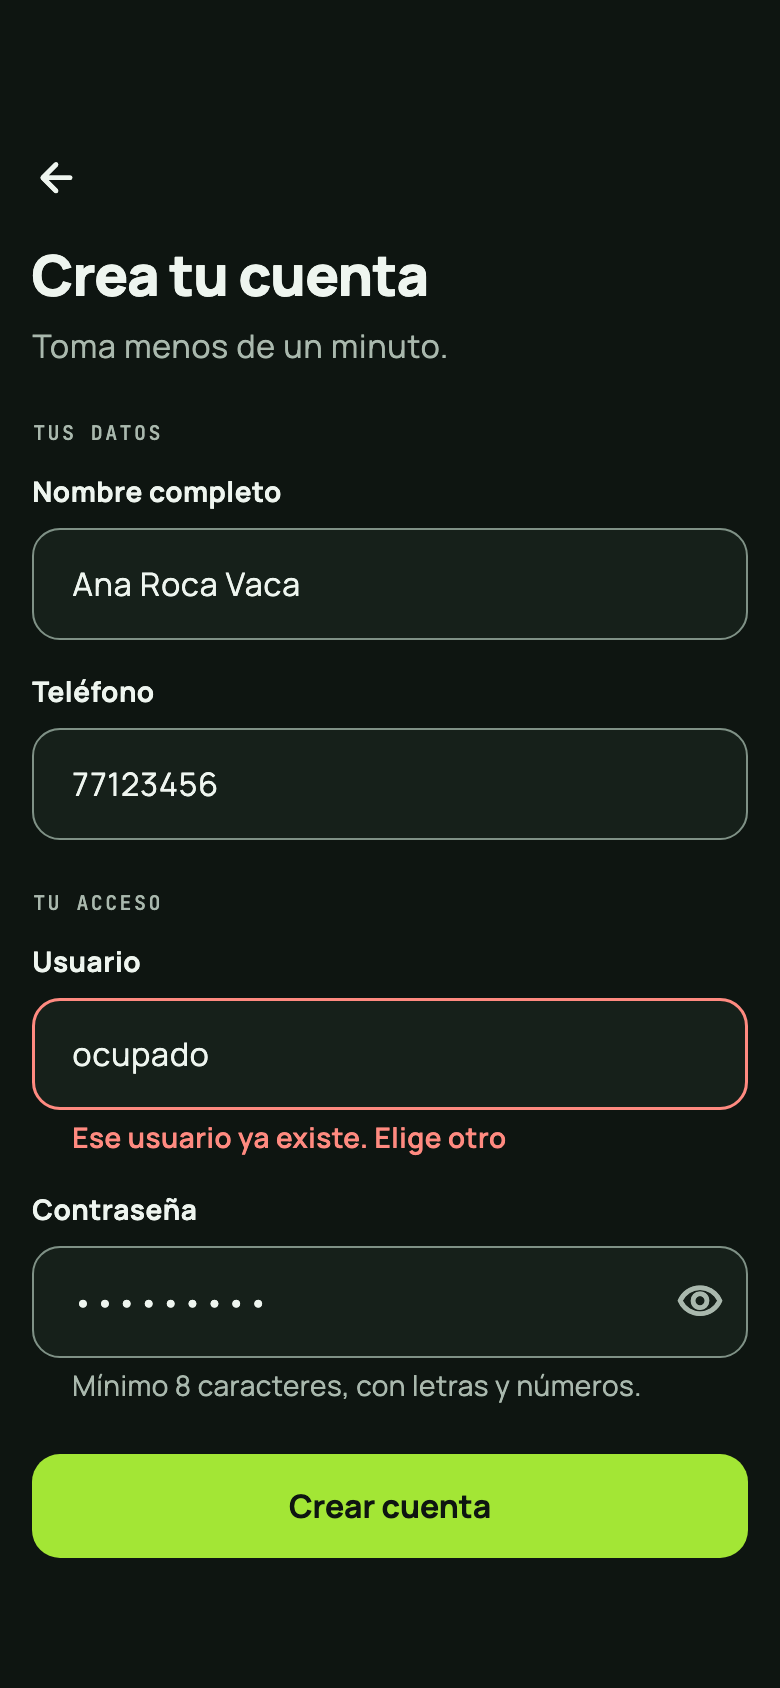 Crea tu cuenta
Toma menos de un minuto.
TUS DATOS
Nombre completo
Ana Roca Vaca
Teléfono
77123456
TU ACCESO
Usuario
ocupado
Ese usuario ya existe. Elige otro
Contraseña
•••••••••
Mínimo 8 caracteres, con letras y números.
Crear cuenta